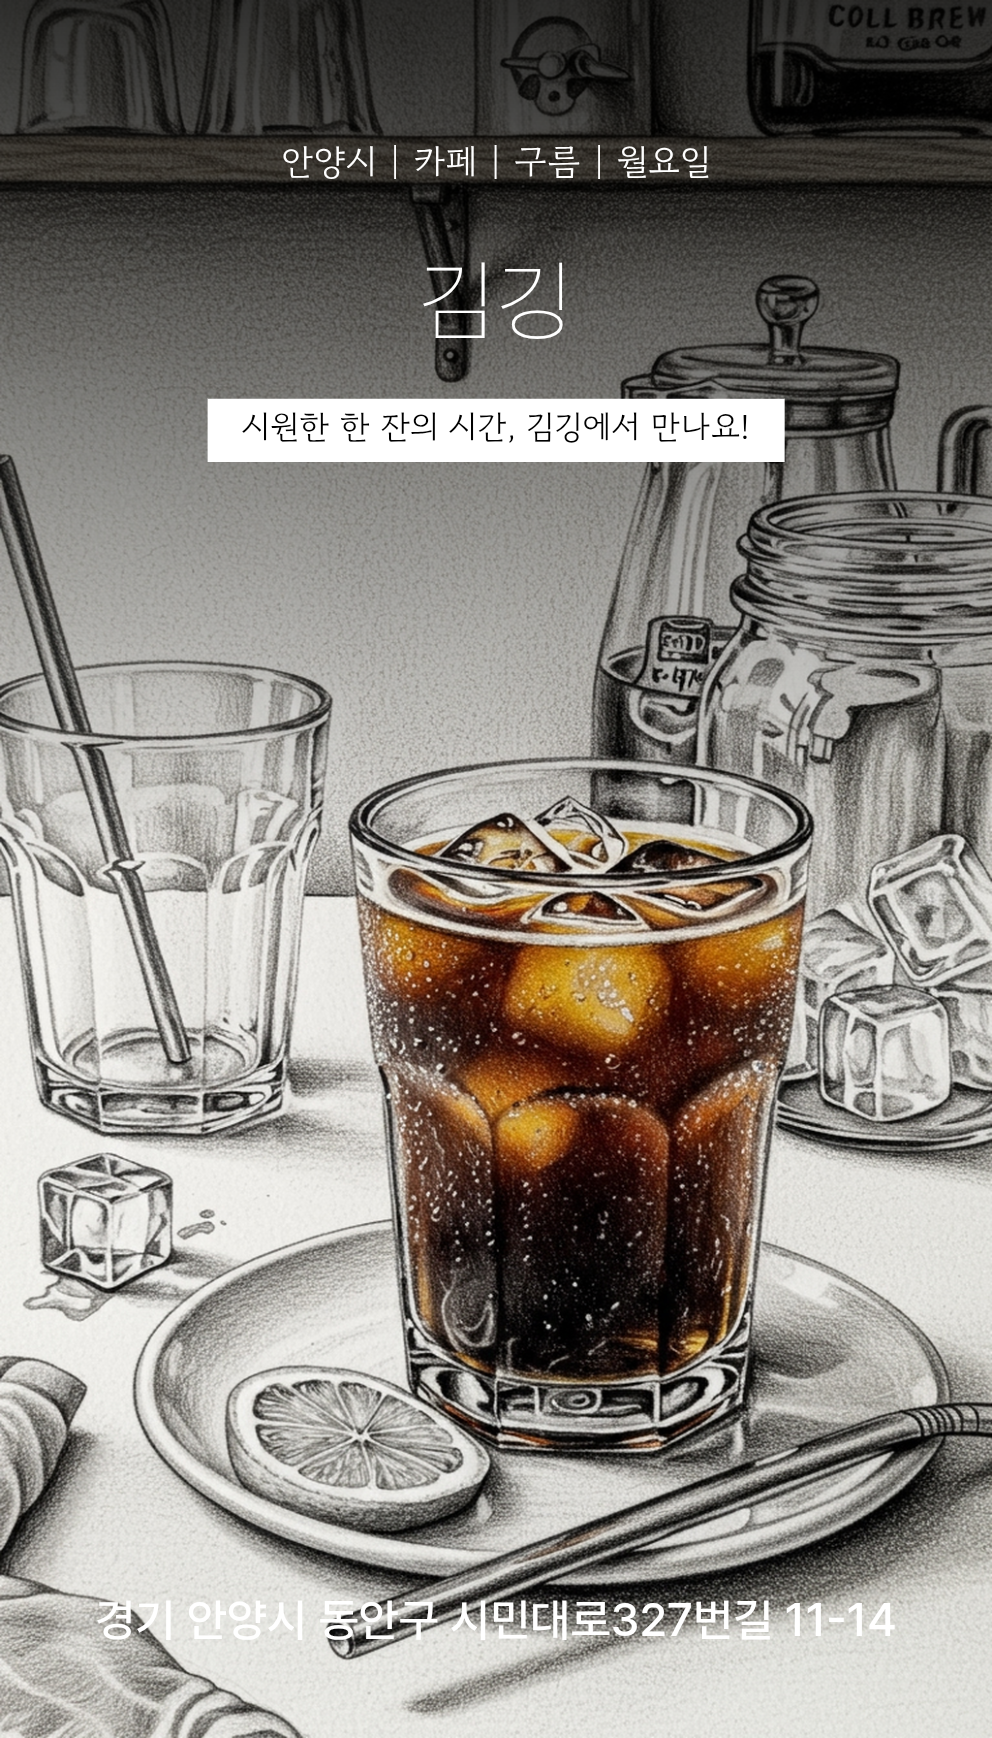 COLL BREW
안양시 | 카페 | 구름 | 월요일
김깅
시원한 한 잔의 시간, 김깅에서 만나요!
경기 안양시 동안구 시민대로327번길 11-14